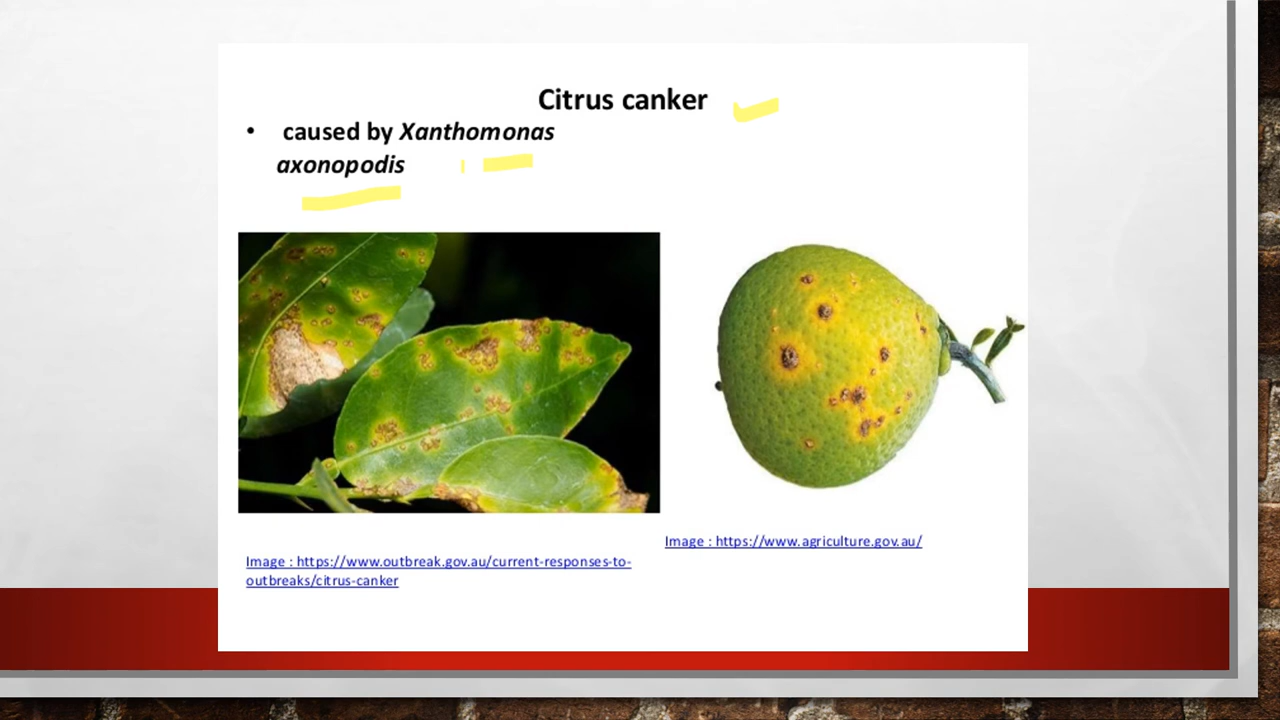 Citrus canker
• caused by Xanthomonas
axonopodis
Image : https://www.agriculture.gov.au/
Image : https://www.outbreak.gov.au/current-responses-to-
outbreaks/citrus-canker